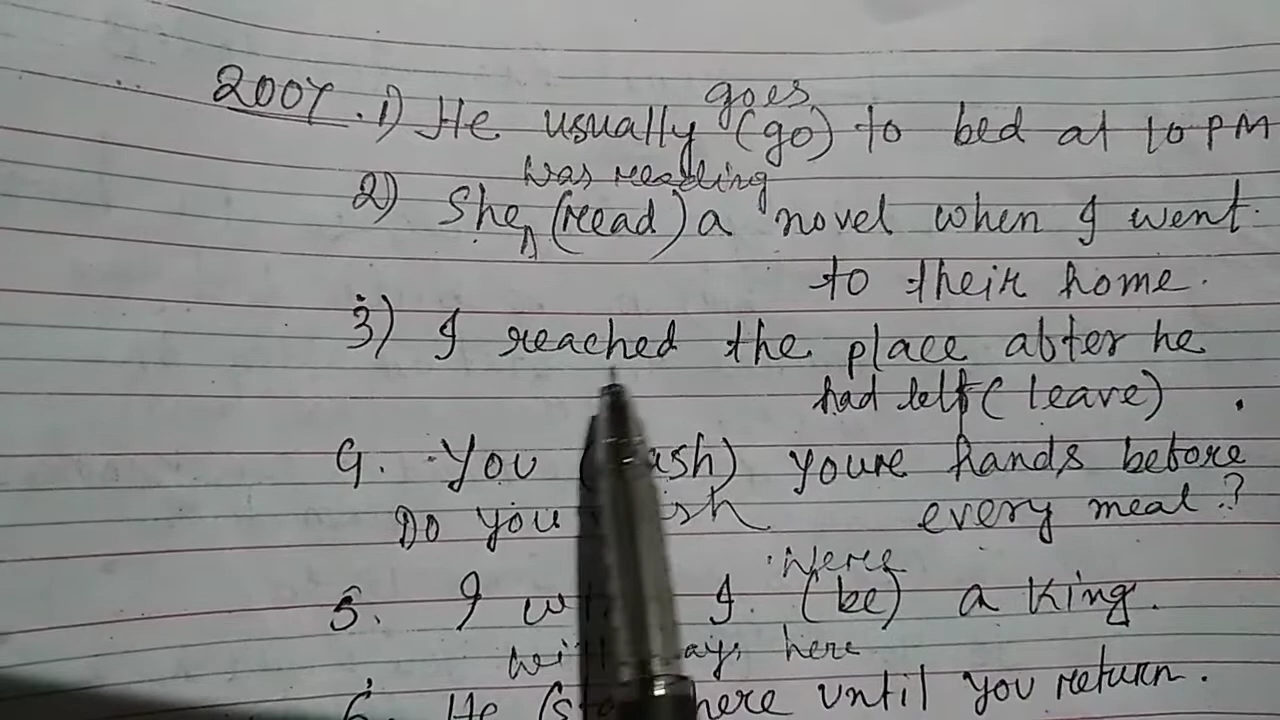 2007. 1) He usually goes (go) to bed at 10 PM
was reading
2) She (read) a novel when I went
to their home.
3) I reached the place after he
had left (leave).
4. You youre hands before
Do you every meal?
were
5. I I. (be) a King.
here
6. He here until you return.